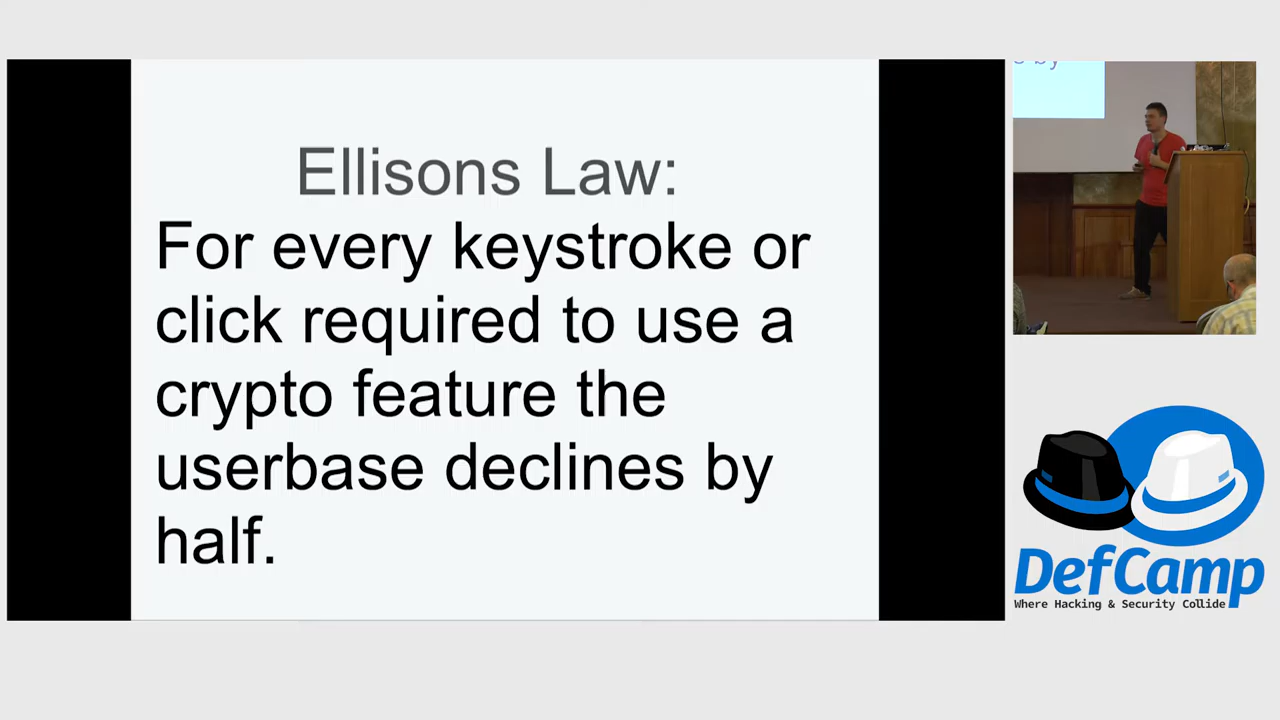 Ellisons Law:
For every keystroke or
click required to use a
crypto feature the
userbase declines by
half.
DefCamp
Where Hacking & Security Collide